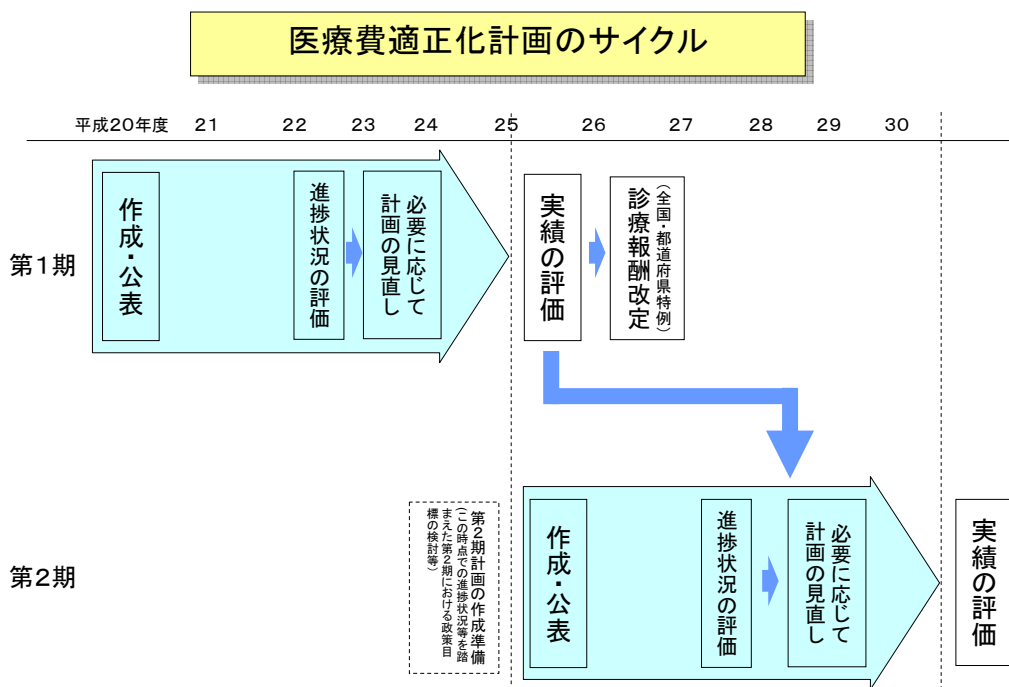 医療費適正化計画のサイクル
平成20年度 21 22 23 24 25 26 27 28 29 30
第1期
作成・公表
進捗状況の評価
必要に応じて
計画の見直し
実績の評価
(全国・都道府県特例)
診療報酬改定
第2期
第2期計画の作成準備
(この時点での進捗状況等を踏
まえた第2期における政策目
標の検討等)
作成・公表
進捗状況の評価
必要に応じて
計画の見直し
実績の評価